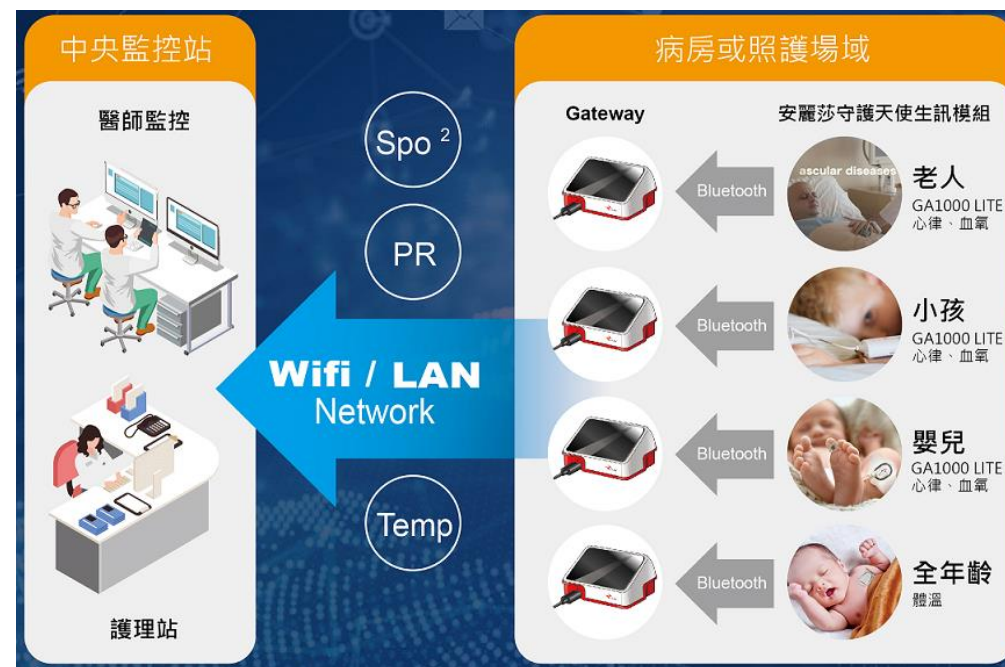 中央監控站
醫師監控
護理站
Spo ²
PR
Wifi / LAN
Network
Temp
病房或照護場域
Gateway
安麗莎守護天使生訊模組
Bluetooth
ascular diseases
老人
GA1000 LITE
心律、血氧
Bluetooth
小孩
GA1000 LITE
心律、血氧
Bluetooth
嬰兒
GA1000 LITE
心律、血氧
Bluetooth
全年齡
體溫